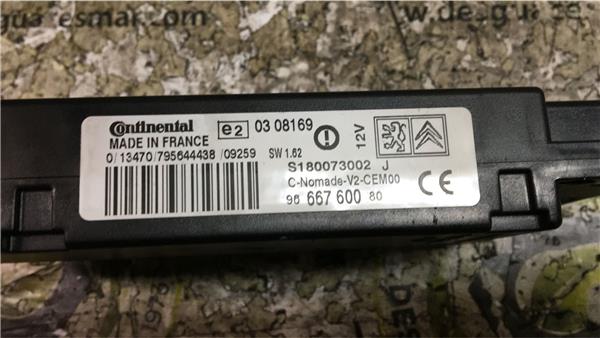 Continental
MADE IN FRANCE
0/13470/795644438 /09259
e2 03 08169
SW 1.62
12V
S180073002 J
C-Nomade-V2-CEM00
CE
96 667 600 80